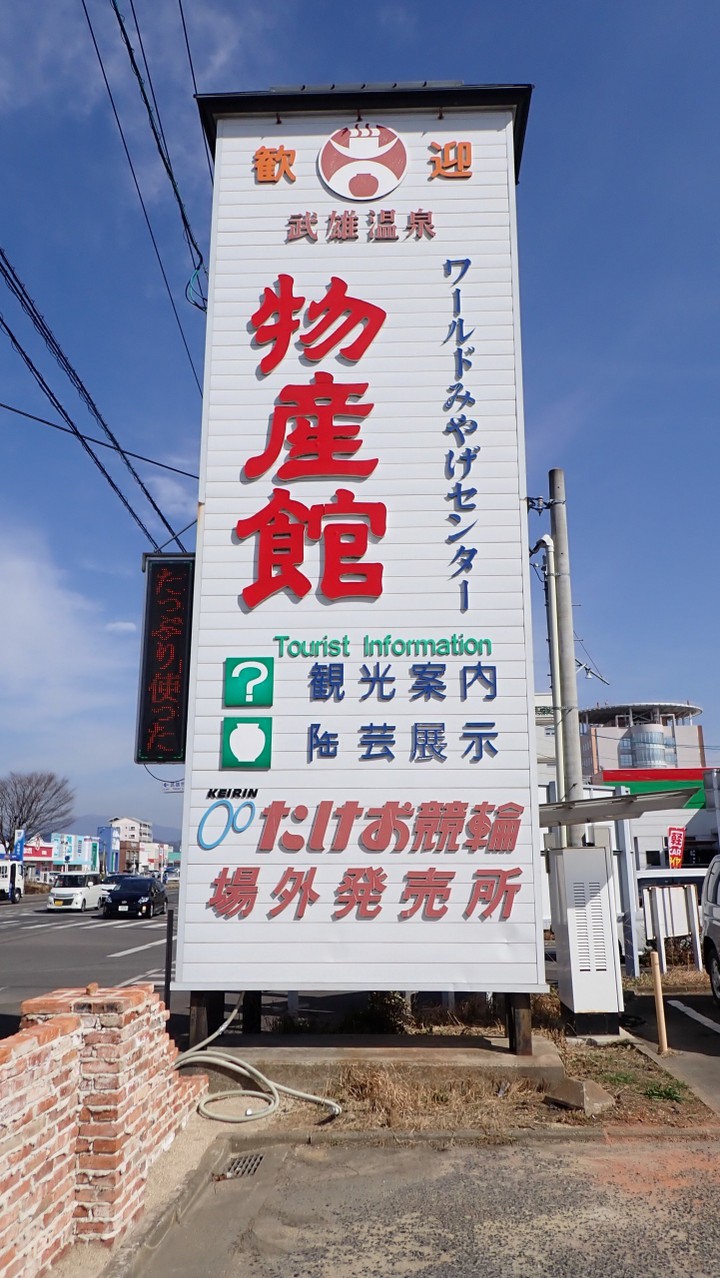 歓迎
武雄温泉
ワールドみやげセンター
物産館
Tourist Information
?観光案内
陶芸展示
KEIRIN
たけお競輪
場外発売所
たっぷり使った
軽
CAR